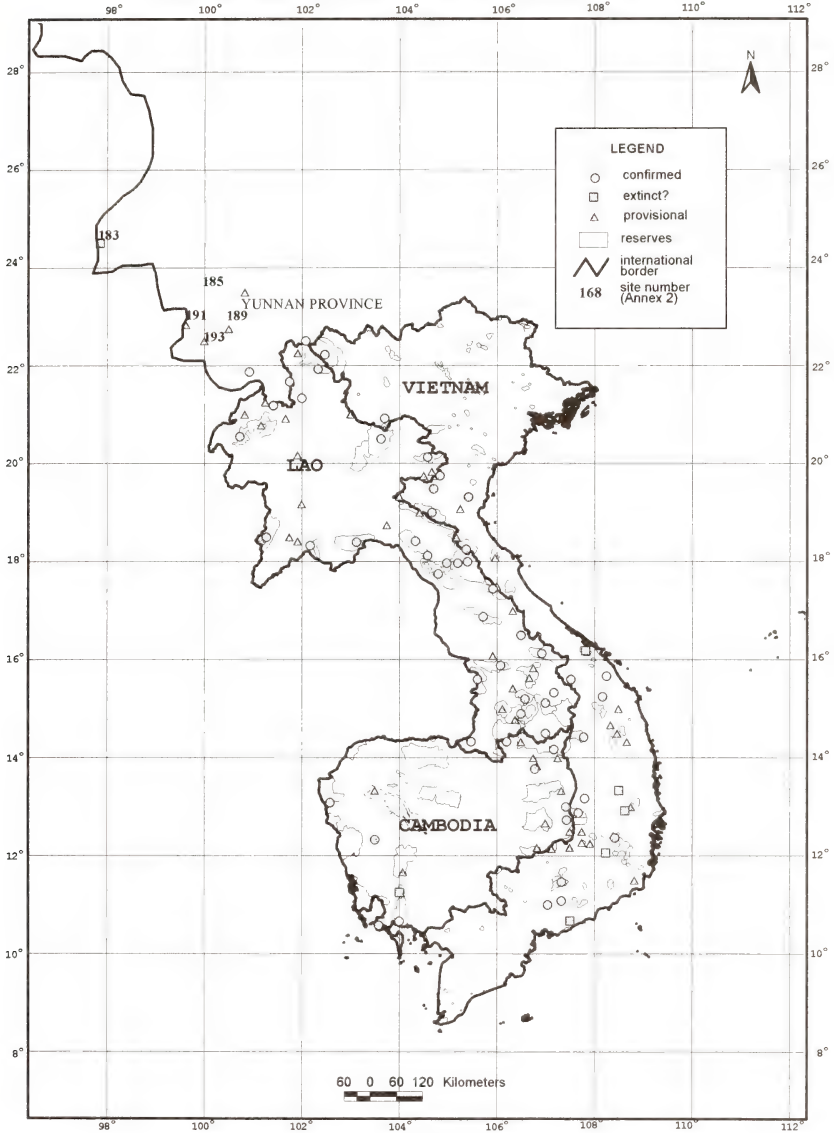 98° 100° 102° 104° 106° 108° 110° 112°
28° 28°
N
LEGEND
confirmed
extinct?
provisional
reserves
international
border
168 site number
(Annex 2)
26° 26°
183
24° 24°
185
YUNNAN PROVINCE
191 189
193
22° 22°
VIETNAM
20° 20°
LAO
18° 18°
16° 16°
14° 14°
CAMBODIA
12° 12°
10° 10°
8° 8°
60 0 60 120 Kilometers
98° 100° 102° 104° 106° 108° 110° 112°